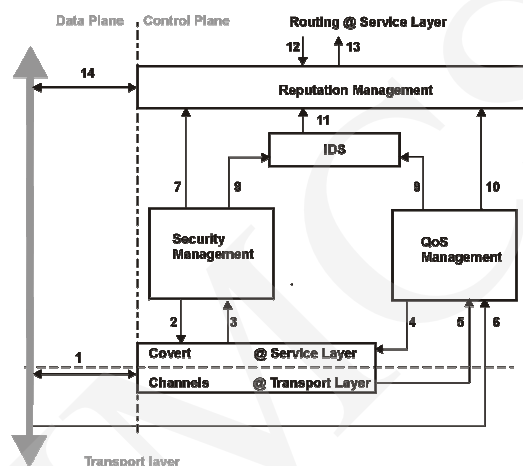 Data Plane
Control Plane
Routing @ Service Layer
12
13
14
Reputation Management
11
IDS
7
9
9
10
Security
Management
QoS
Management
2
3
4
5
6
1
Covert @ Service Layer
Channels @ Transport Layer
Transport layer